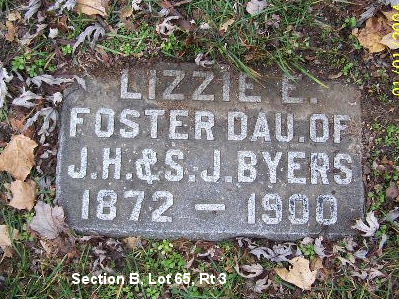 LIZZIE E.
FOSTER DAU. OF
J.H. & S.J. BYERS
1872 — 1900
Section B, Lot 65, Rt 3